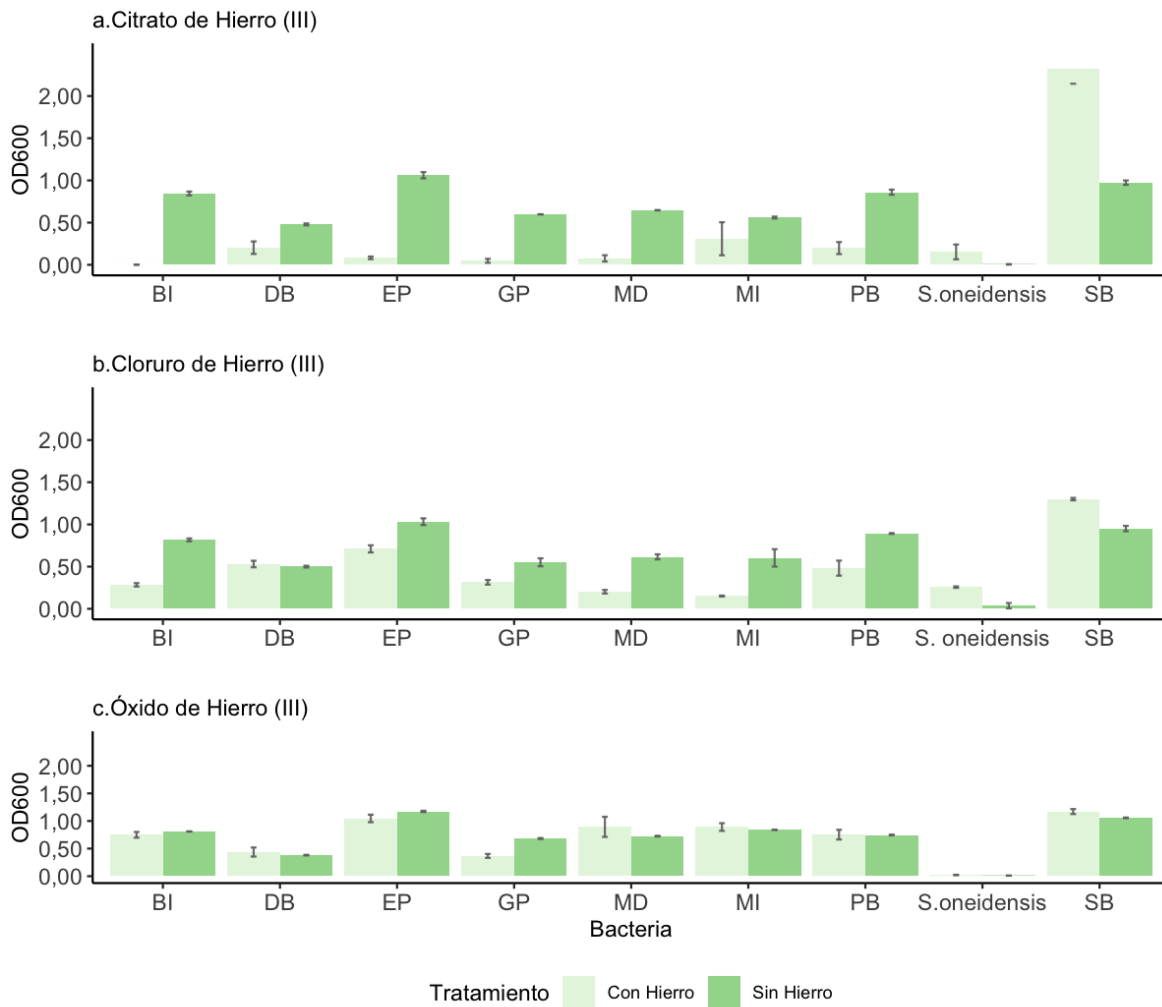 a.Citrato de Hierro (III)
OD600
2,00
1,50
1,00
0,50
0,00
BI DB EP GP MD MI PB S.oneidensis SB
b.Cloruro de Hierro (III)
OD600
2,00
1,50
1,00
0,50
0,00
BI DB EP GP MD MI PB S. oneidensis SB
c.Óxido de Hierro (III)
OD600
2,00
1,50
1,00
0,50
0,00
BI DB EP GP MD MI PB S.oneidensis SB
Bacteria
Tratamiento Con Hierro Sin Hierro